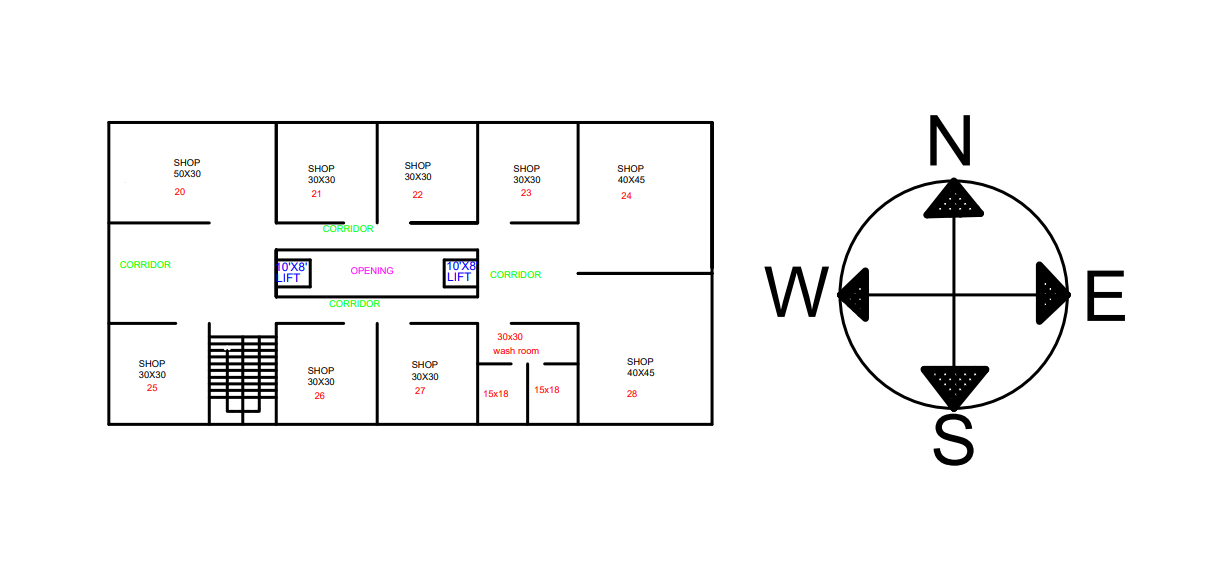 SHOP
50X30
20
SHOP
30X30
21
SHOP
30X30
22
SHOP
30X30
23
SHOP
40X45
24
CORRIDOR
CORRIDOR
10'X8'
LIFT
OPENING
10'X8'
LIFT
CORRIDOR
CORRIDOR
SHOP
30X30
25
SHOP
30X30
26
SHOP
30X30
27
30x30
wash room
15x18
15x18
SHOP
40X45
28
N
W
E
S